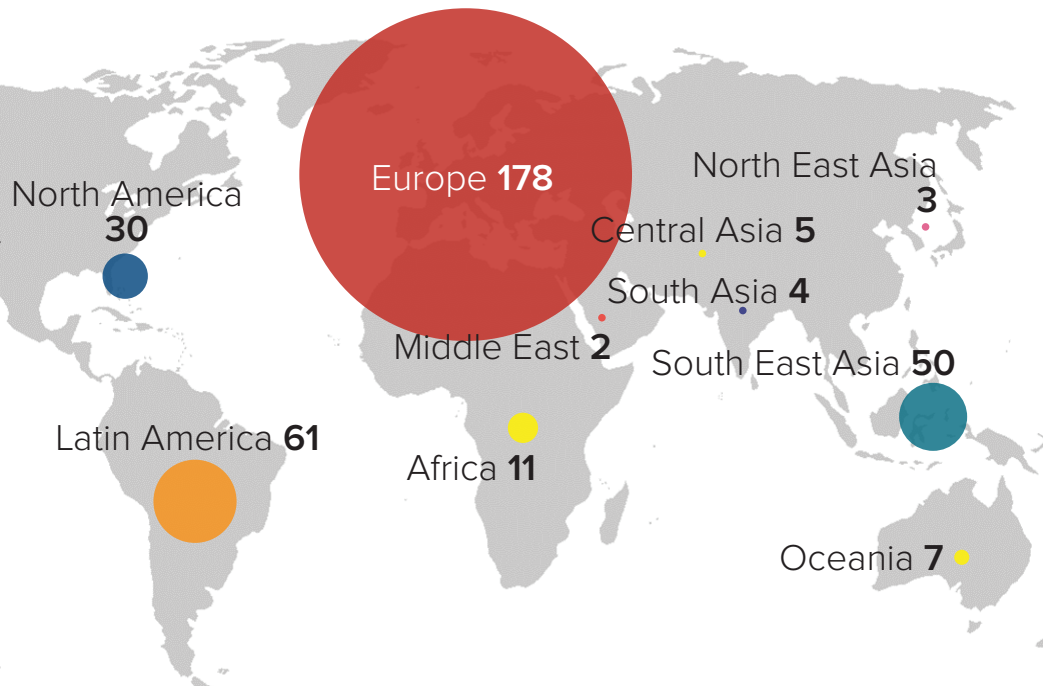 Europe 178
North East Asia
3
North America
30
Central Asia 5
South Asia 4
Middle East 2
South East Asia 50
Latin America 61
Africa 11
Oceania 7